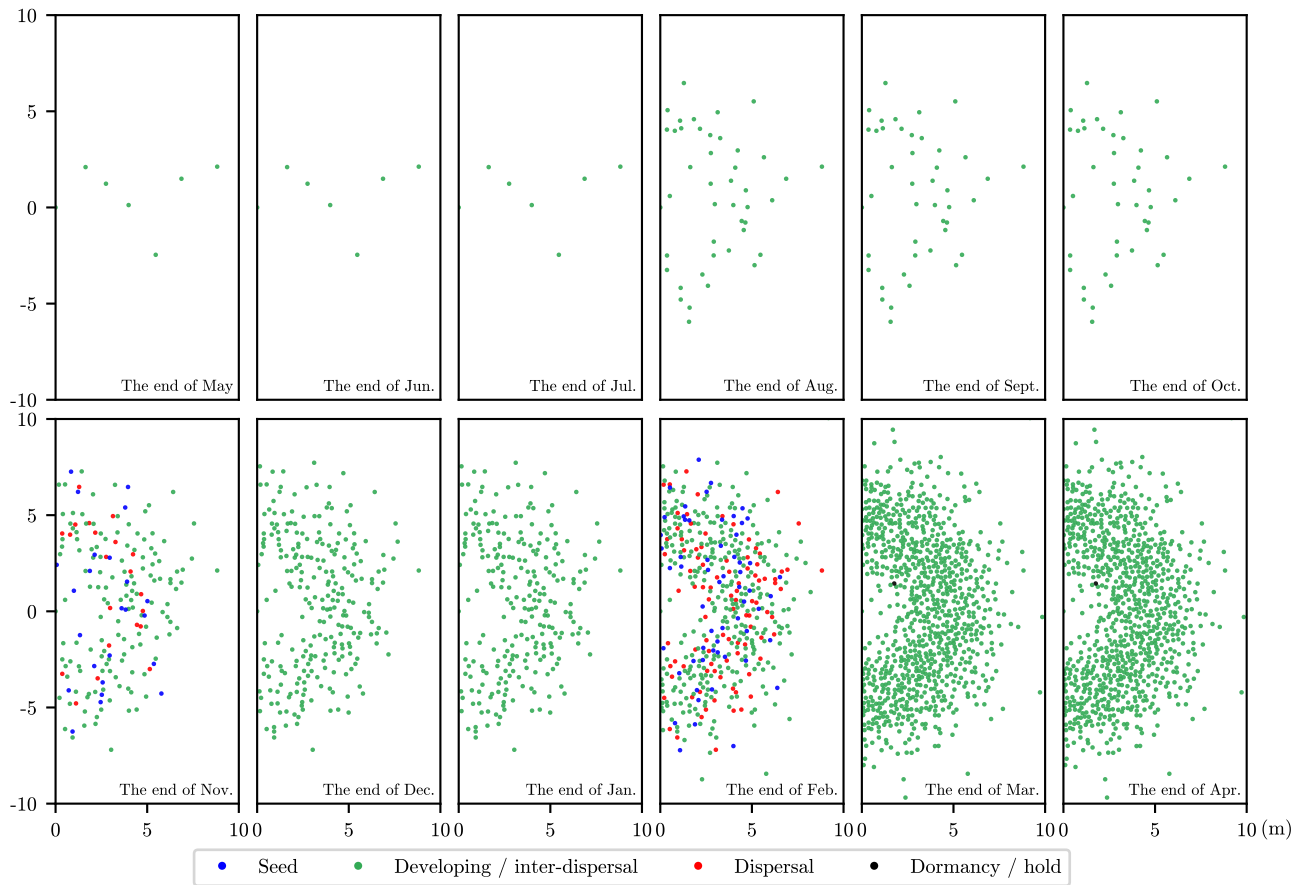 10
5
0
-5
-10
The end of May
The end of Jun.
The end of Jul.
The end of Aug.
The end of Sept.
The end of Oct.
10
5
0
-5
-10
The end of Nov.
The end of Dec.
The end of Jan.
The end of Feb.
The end of Mar.
The end of Apr.
0 5 10 0 5 10 0 5 10 0 5 10 0 5 10 0 5 10 (m)
Seed Developing / inter-dispersal Dispersal Dormancy / hold